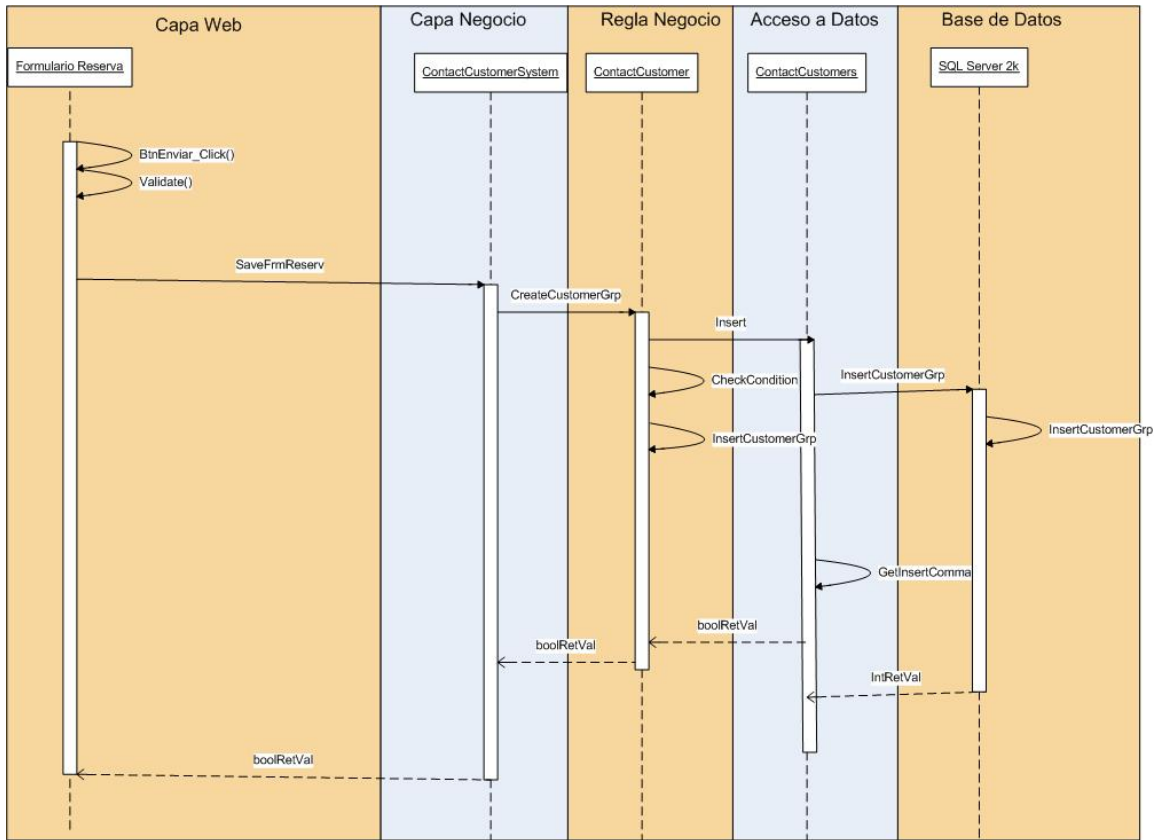 Capa Web
Capa Negocio
Regla Negocio
Acceso a Datos
Base de Datos
Formulario Reserva
ContactCustomerSystem
ContactCustomer
ContactCustomers
SQL Server 2k
BtnEnviar_Click()
Validate()
SaveFrmReserv
CreateCustomerGrp
Insert
CheckCondition
InsertCustomerGrp
InsertCustomerGrp
InsertCustomerGrp
GetInsertComma
boolRetVal
boolRetVal
IntRetVal
boolRetVal